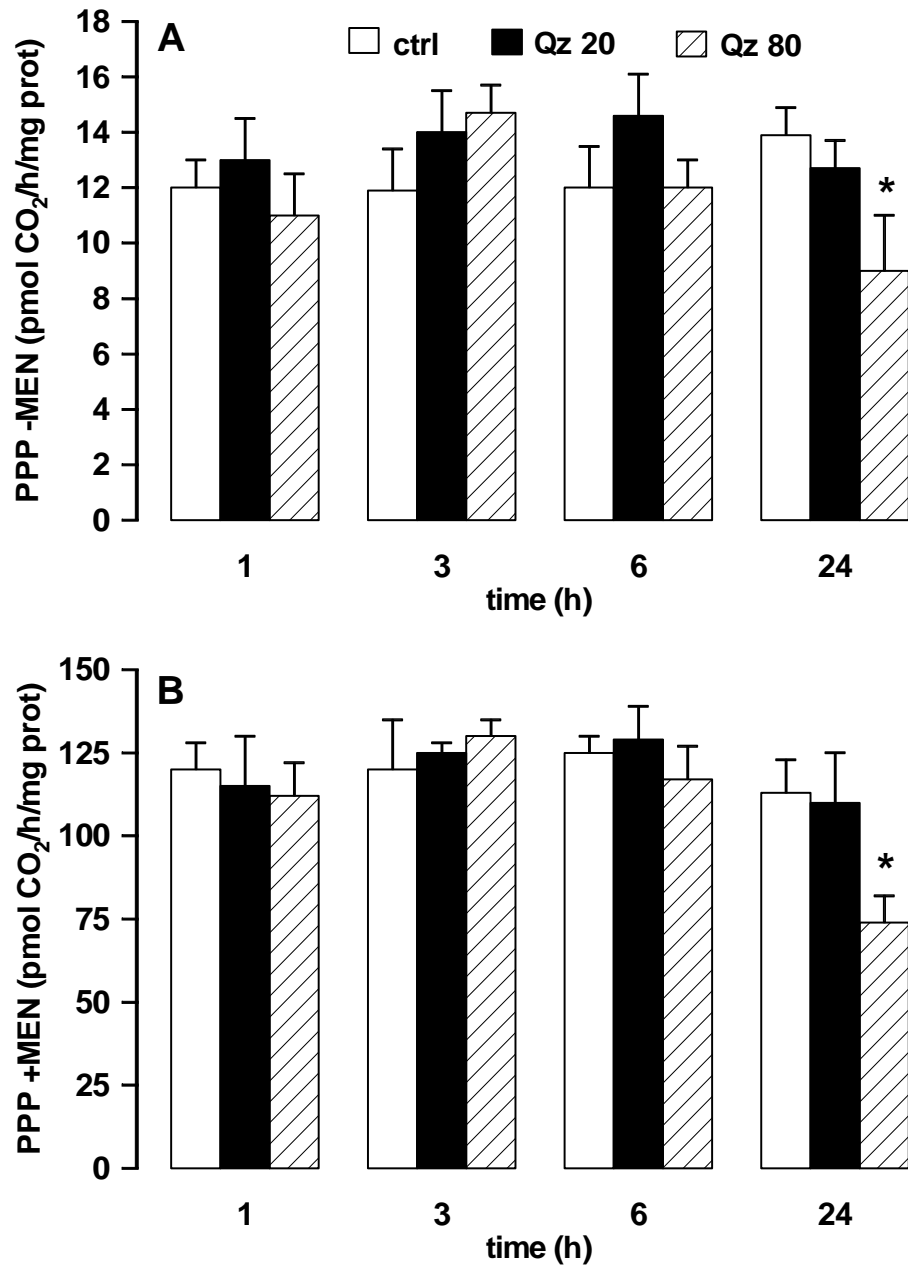 A
ctrl
Qz 20
Qz 80
PPP -MEN (pmol CO2/h/mg prot)
18
16
14
12
10
8
6
4
2
0
*
1 3 6 24
time (h)
B
PPP +MEN (pmol CO2/h/mg prot)
150
125
100
75
50
25
0
*
1 3 6 24
time (h)